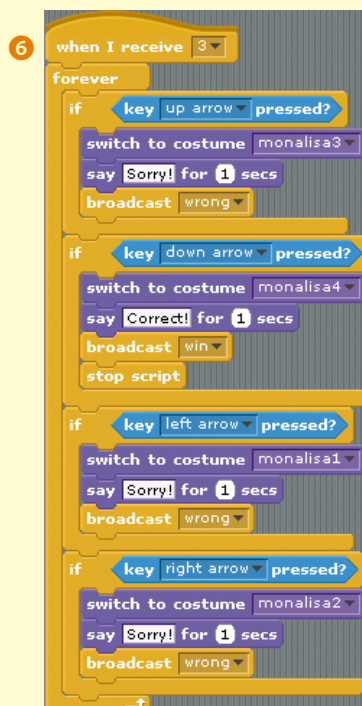 6
when I receive 3
forever
if key up arrow pressed?
switch to costume monalisa3
say Sorry! for 1 secs
broadcast wrong
if key down arrow pressed?
switch to costume monalisa4
say Correct! for 1 secs
broadcast win
stop script
if key left arrow pressed?
switch to costume monalisa1
say Sorry! for 1 secs
broadcast wrong
if key right arrow pressed?
switch to costume monalisa2
say Sorry! for 1 secs
broadcast wrong